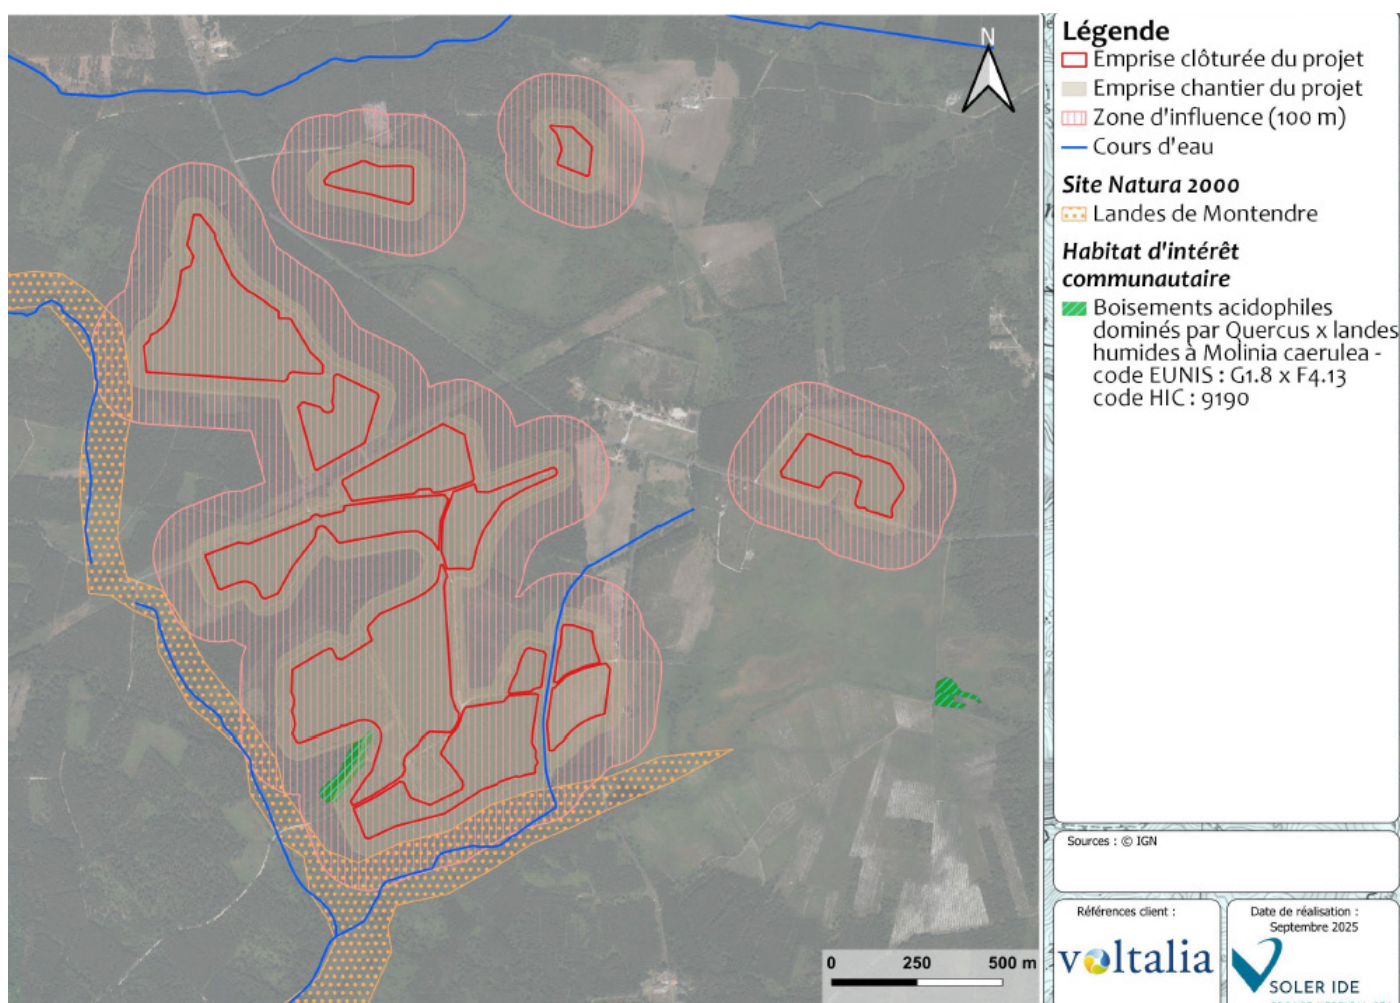 N
Légende
Emprise clôturée du projet
Emprise chantier du projet
Zone d'influence (100 m)
Cours d'eau
Site Natura 2000
Landes de Montendre
Habitat d'intérêt
communautaire
Boisements acidophiles
dominés par Quercus x landes
humides à Molinia caerulea -
code EUNIS : G1.8 x F4.13
code HIC : 9190
Sources : © IGN
Références client :
voltalia
Date de réalisation :
Septembre 2025
SOLER IDE
0 250 500 m